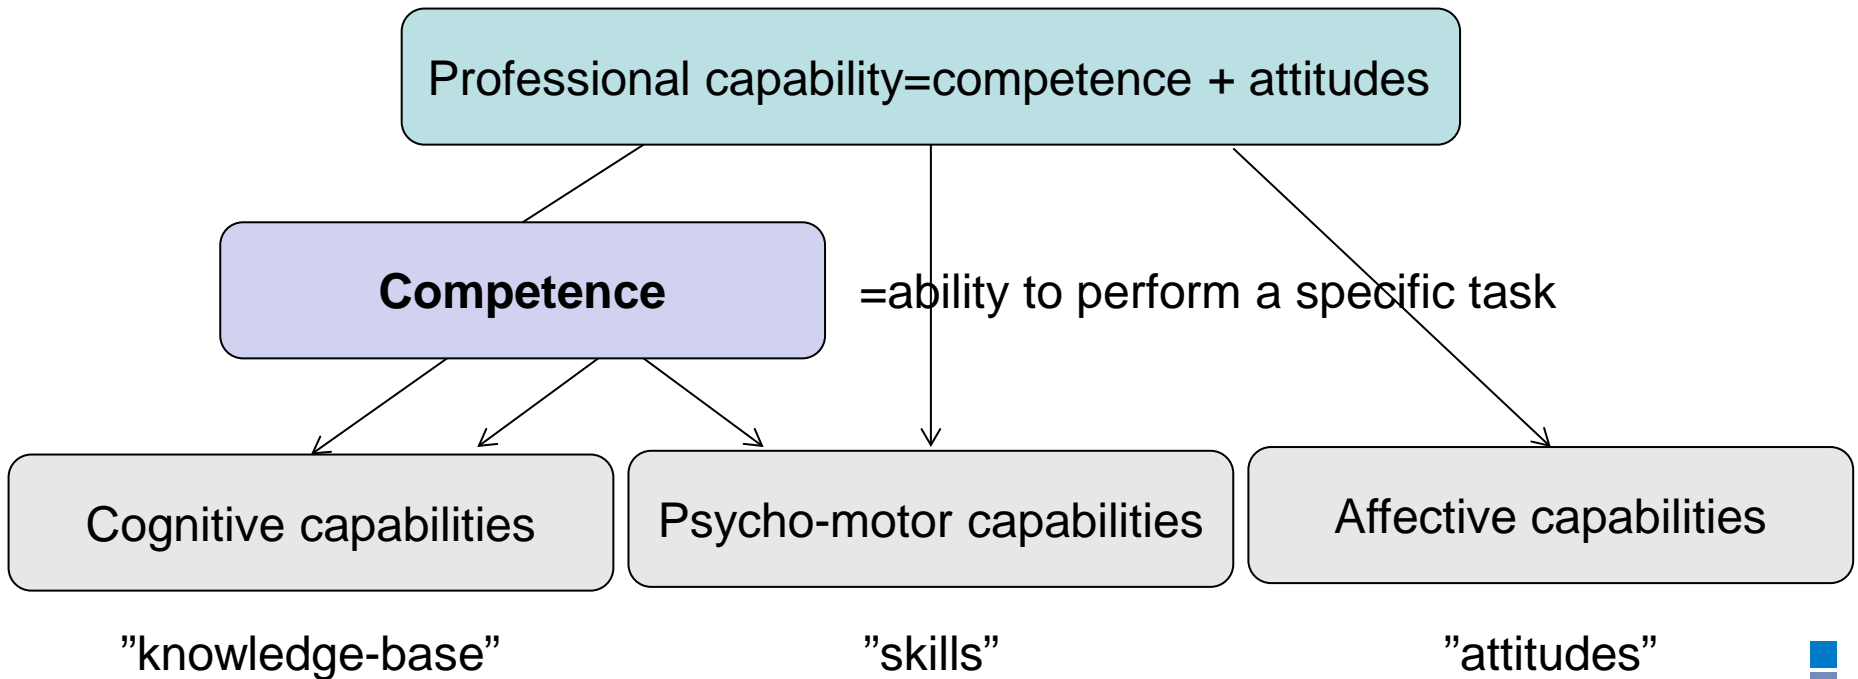 Professional capability=competence + attitudes
Competence
=ability to perform a specific task
Cognitive capabilities
Psycho-motor capabilities
Affective capabilities
”knowledge-base”
”skills”
”attitudes”